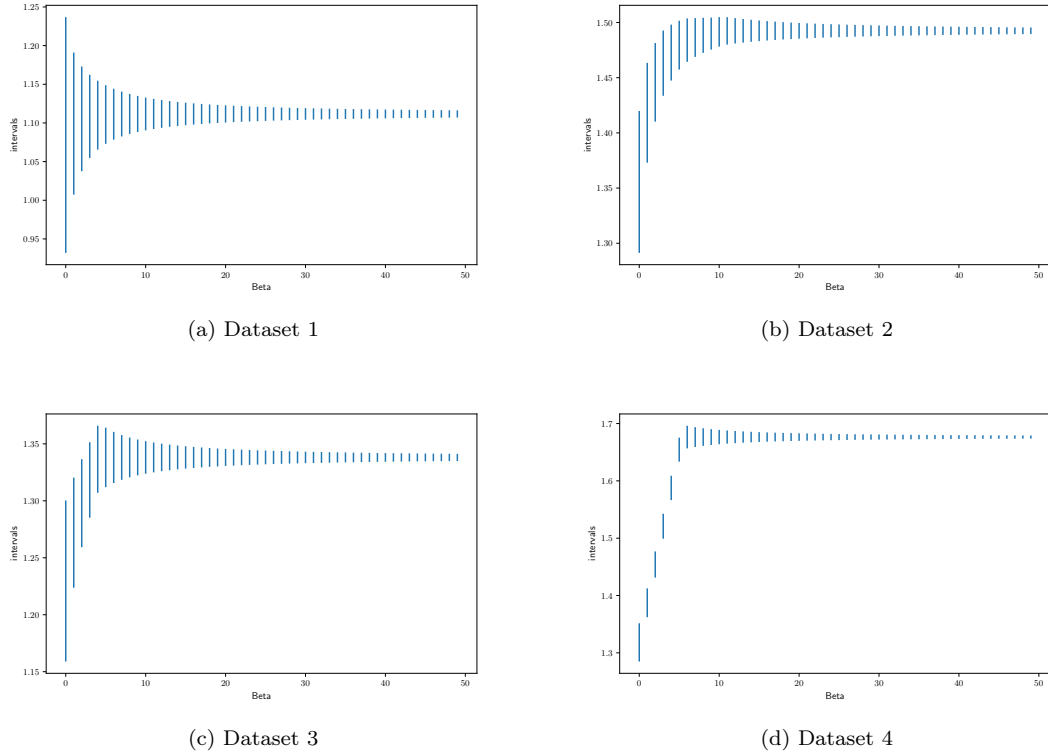 1.25
1.20
1.15
1.10
1.05
1.00
0.95
intervals
0 10 20 30 40 50
Beta
(a) Dataset 1
1.50
1.45
1.40
1.35
1.30
intervals
0 10 20 30 40 50
Beta
(b) Dataset 2
1.35
1.30
1.25
1.20
1.15
intervals
0 10 20 30 40 50
Beta
(c) Dataset 3
1.7
1.6
1.5
1.4
1.3
intervals
0 10 20 30 40 50
Beta
(d) Dataset 4